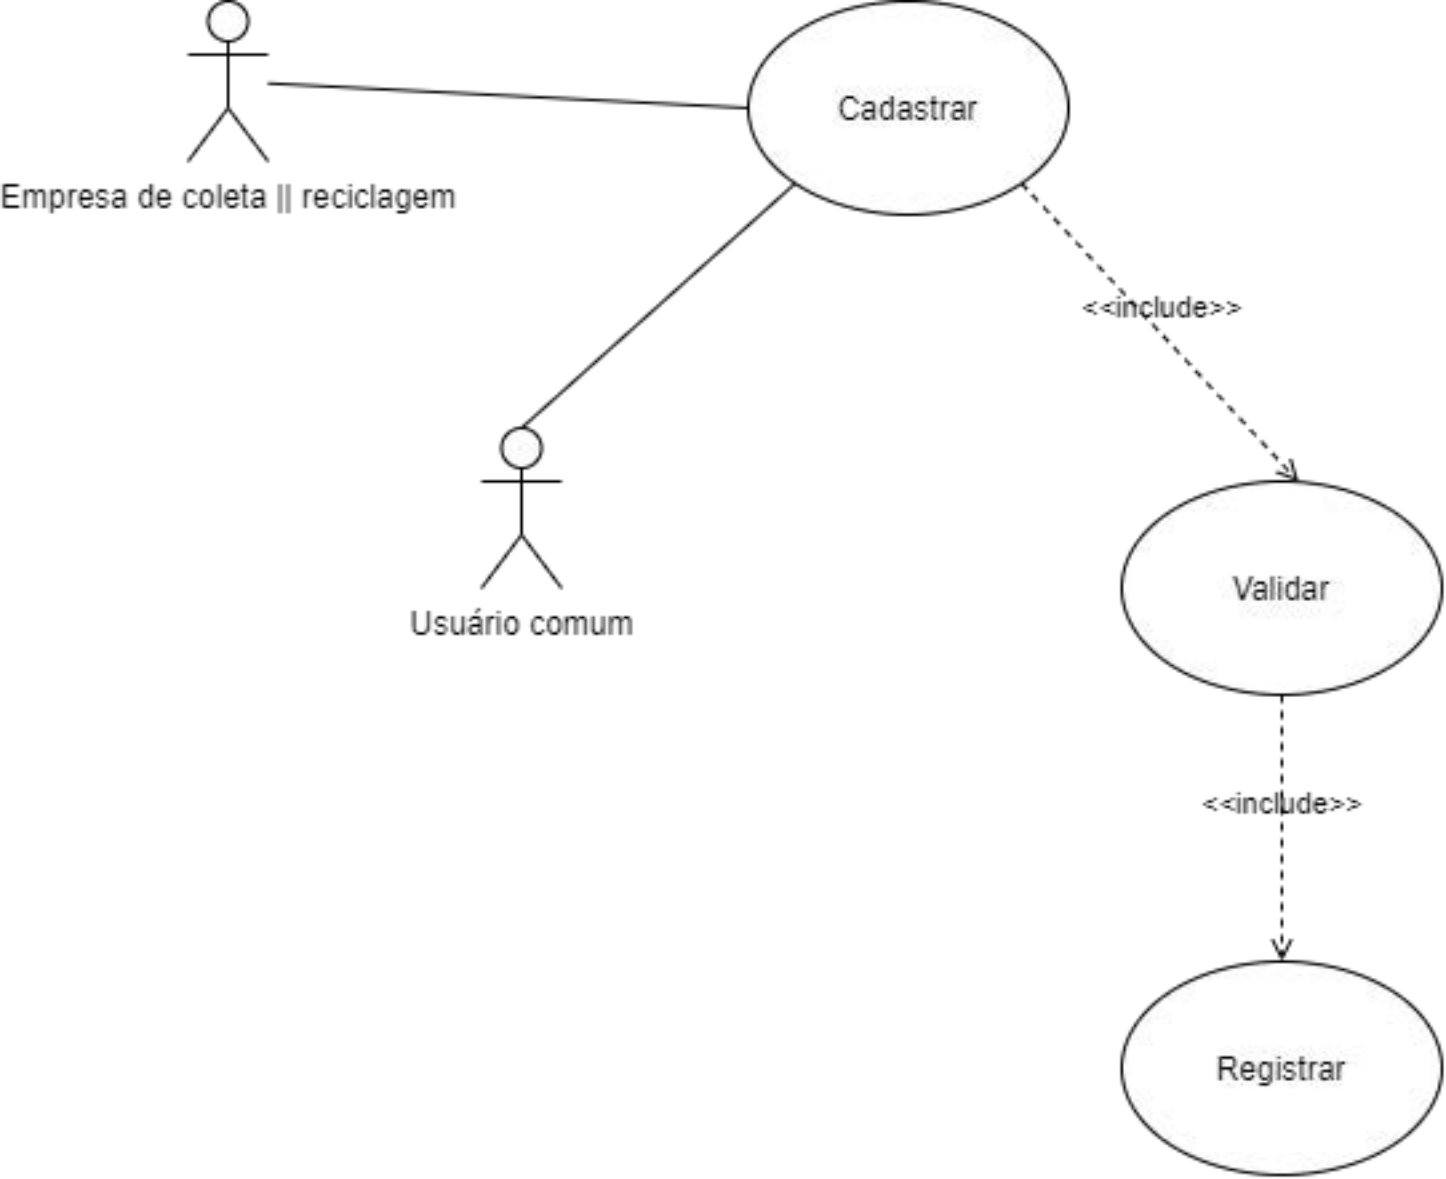 Cadastrar
Empresa de coleta || reciclagem
<<include>>
Usuário comum
Validar
<<include>>
Registrar